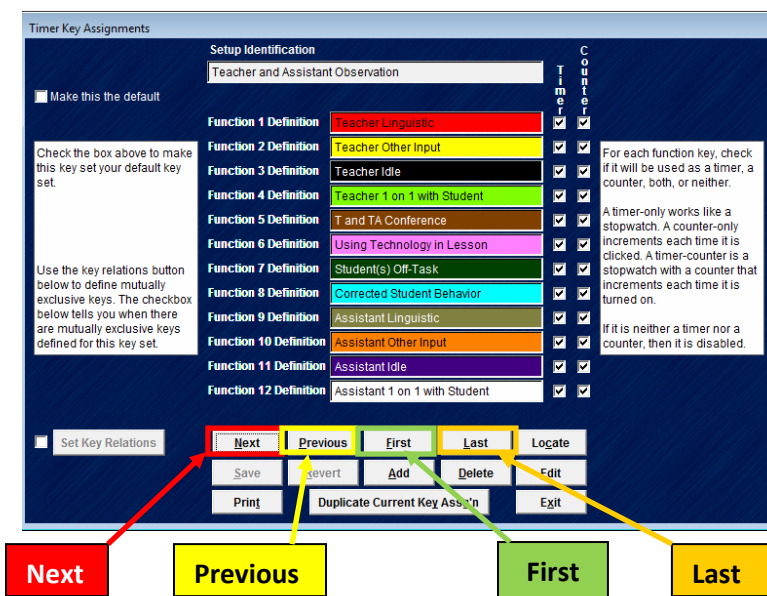 Timer Key Assignments
Setup Identification
Teacher and Assistant Observation
Timer
Counter
Make this the default
Function 1 Definition Teacher Linguistic
Function 2 Definition Teacher Other Input
Function 3 Definition Teacher Idle
Function 4 Definition Teacher 1 on 1 with Student
Function 5 Definition T and TA Conference
Function 6 Definition Using Technology in Lesson
Function 7 Definition Student(s) Off-Task
Function 8 Definition Corrected Student Behavior
Function 9 Definition Assistant Linguistic
Function 10 Definition Assistant Other Input
Function 11 Definition Assistant Idle
Function 12 Definition Assistant 1 on 1 with Student
Check the box above to make
this key set your default key
set.
Use the key relations button
below to define mutually
exclusive keys. The checkbox
below tells you when there
are mutually exclusive keys
defined for this key set.
For each function key, check
if it will be used as a timer, a
counter, both, or neither.
A timer-only works like a
stopwatch. A counter-only
increments each time it is
clicked. A timer-counter is a
stopwatch with a counter that
increments each time it is
turned on.
If it is neither a timer nor a
counter, then it is disabled.
Set Key Relations
Next Previous First Last Locate
Save Revert Add Delete Edit
Print Duplicate Current Key Assg'n Exit
Next Previous First Last